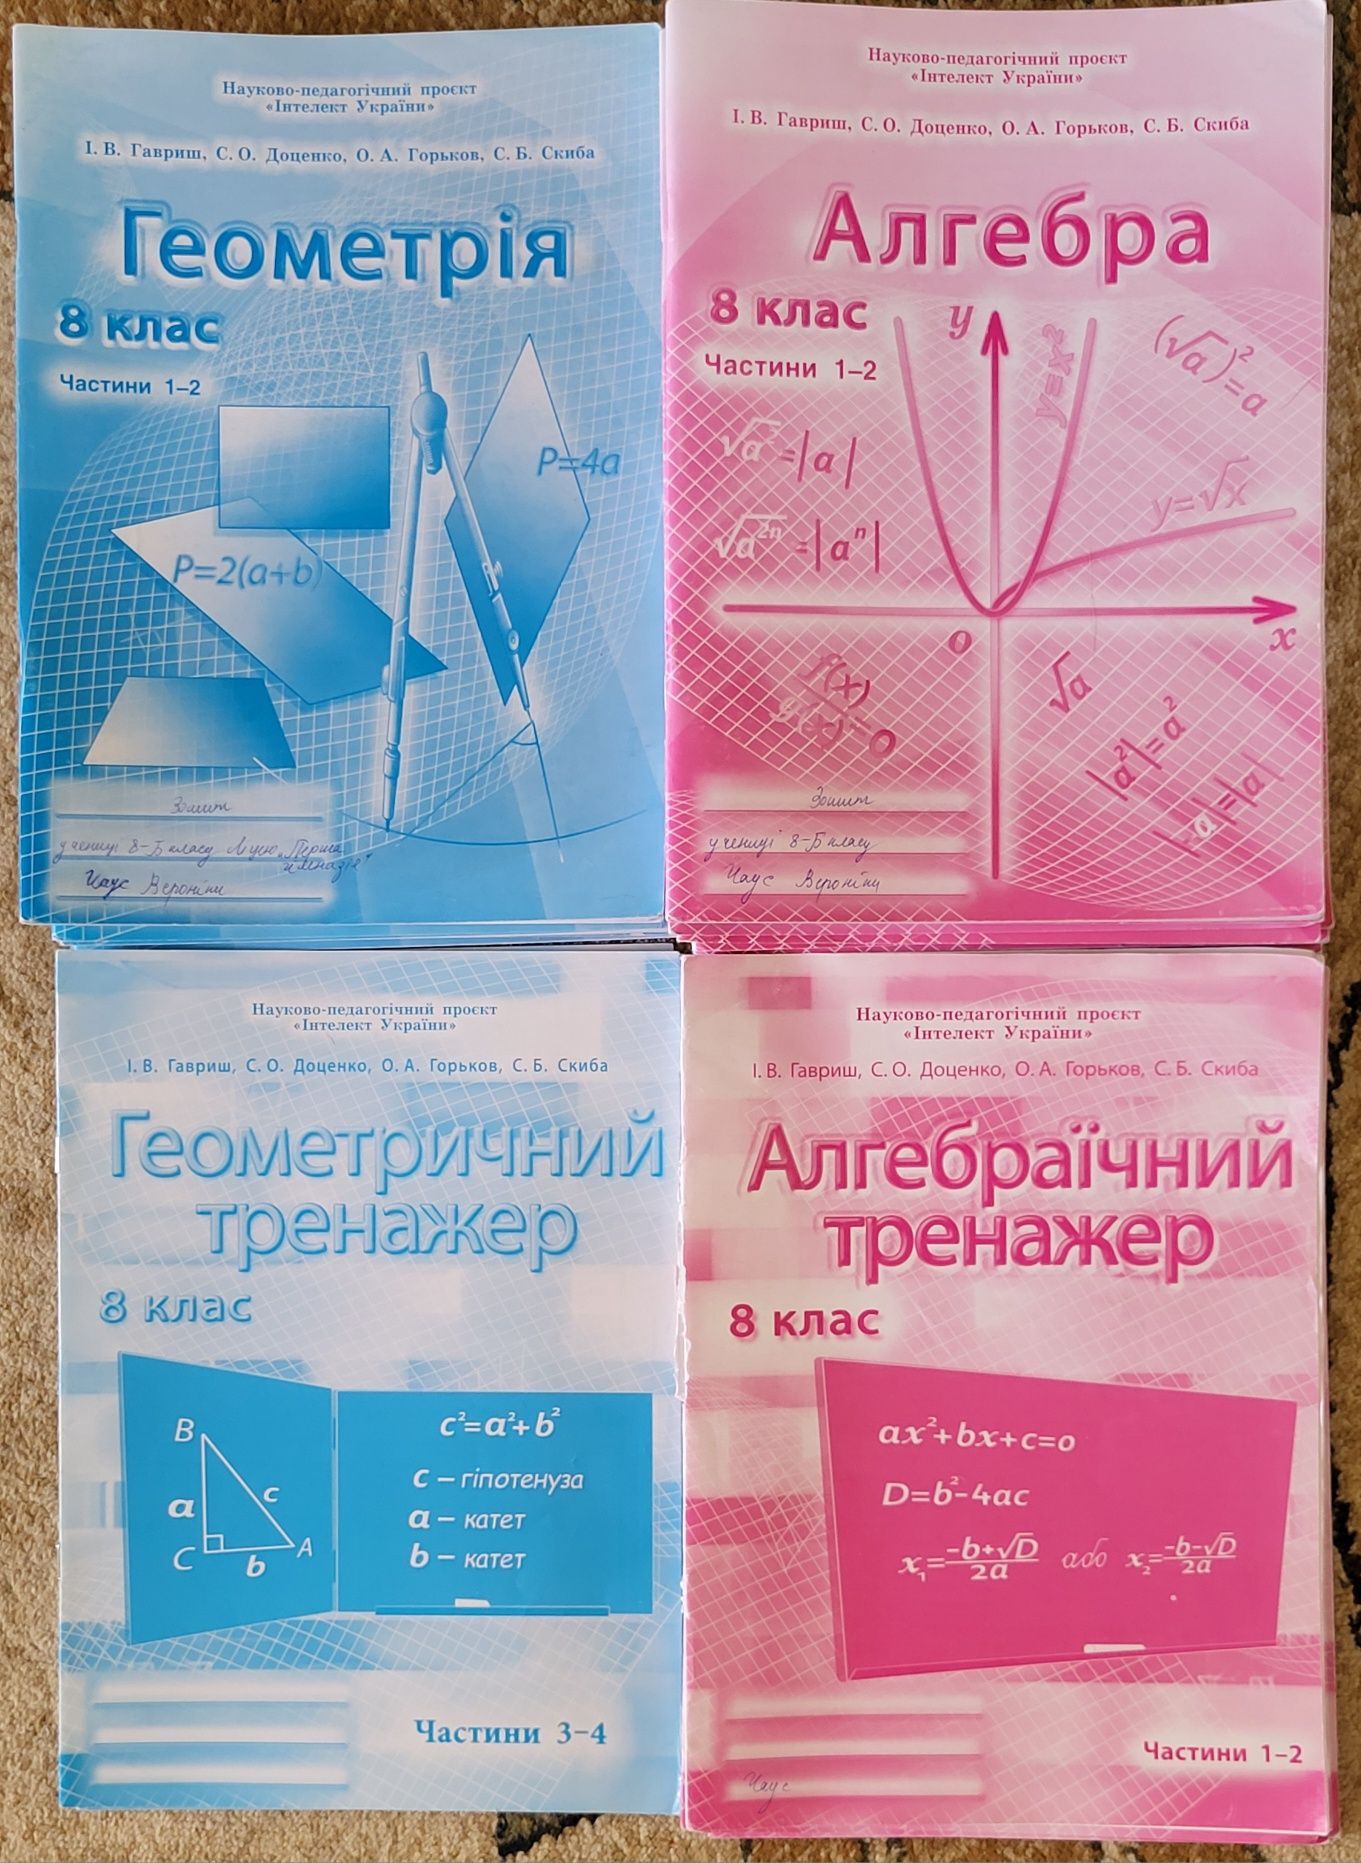 Науково-педагогічний проєкт
«Інтелект України»
І. В. Гавриш, С. О. Доценко, О. А. Горьков, С. Б. Скиба
Геометрія
8 клас
Частини 1–2
P=4a
P=2(a+b)
Зошит
учениці 8-Б класу Ліцею „Перша
гімназія"
Чаус Вероніки
Науково-педагогічний проєкт
«Інтелект України»
І. В. Гавриш, С. О. Доценко, О. А. Горьков, С. Б. Скиба
Алгебра
8 клас
Частини 1–2
y
y=x²
(√a)²=a
√a²=|a|
y=√x
√a²ⁿ=|aⁿ|
o
x
f(x)
g(x)=0
√a
|a²|=a²
|-a|=|a|
Зошит
учениці 8-Б класу
Чаус Вероніки
Науково-педагогічний проєкт
«Інтелект України»
І. В. Гавриш, С. О. Доценко, О. А. Горьков, С. Б. Скиба
Геометричний
тренажер
8 клас
B
a
c
C
b
A
c²=a²+b²
c – гіпотенуза
a – катет
b – катет
Частини 3–4
Науково-педагогічний проєкт
«Інтелект України»
І. В. Гавриш, С. О. Доценко, О. А. Горьков, С. Б. Скиба
Алгебраїчний
тренажер
8 клас
ax²+bx+c=0
D=b²-4ac
x₁=-b+√D/2a або x₂=-b-√D/2a
Частини 1–2
Чаус